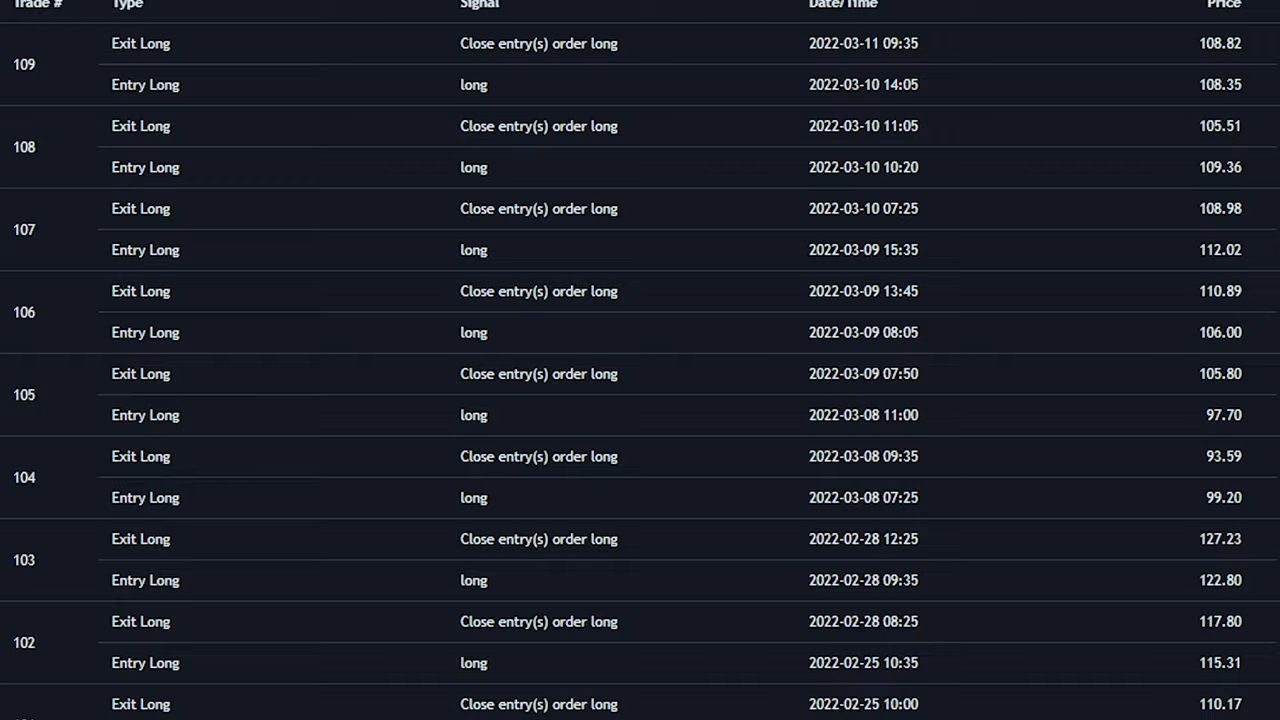 Trade # Type Signal Date/Time Price
Exit Long Close entry(s) order long 2022-03-11 09:35 108.82
109
Entry Long long 2022-03-10 14:05 108.35
Exit Long Close entry(s) order long 2022-03-10 11:05 105.51
108
Entry Long long 2022-03-10 10:20 109.36
Exit Long Close entry(s) order long 2022-03-10 07:25 108.98
107
Entry Long long 2022-03-09 15:35 112.02
Exit Long Close entry(s) order long 2022-03-09 13:45 110.89
106
Entry Long long 2022-03-09 08:05 106.00
Exit Long Close entry(s) order long 2022-03-09 07:50 105.80
105
Entry Long long 2022-03-08 11:00 97.70
Exit Long Close entry(s) order long 2022-03-08 09:35 93.59
104
Entry Long long 2022-03-08 07:25 99.20
Exit Long Close entry(s) order long 2022-02-28 12:25 127.23
103
Entry Long long 2022-02-28 09:35 122.80
Exit Long Close entry(s) order long 2022-02-28 08:25 117.80
102
Entry Long long 2022-02-25 10:35 115.31
Exit Long Close entry(s) order long 2022-02-25 10:00 110.17